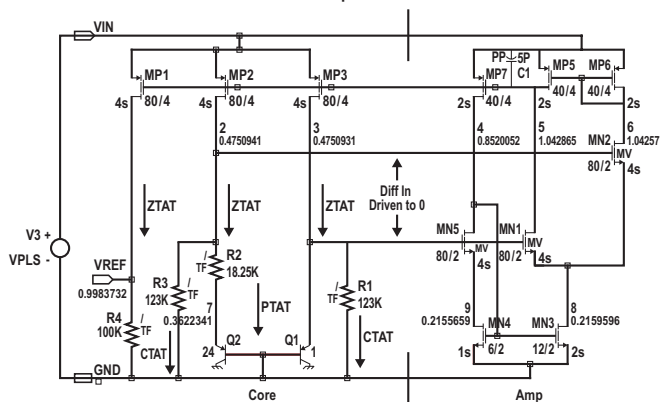 VIN
MP1
80/4
4s
MP2
80/4
4s
MP3
80/4
4s
PP
5P
C1
MP7
40/4
2s
MP5
40/4
2s
MP6
40/4
2s
2
0.4750941
3
0.4750931
4
0.8520052
5
1.042865
6
1.04257
MN2
MV
80/2
4s
ZTAT
ZTAT
ZTAT
Diff In
Driven to 0
V3 +
VPLS -
VREF
0.9983732
R4
100K
TF
CTAT
R3
123K
TF
R2
TF
18.25K
7
0.3622341
PTAT
R1
TF
123K
CTAT
MN5
MV
80/2
4s
MN1
MV
80/2
4s
9
0.2155659
8
0.2159596
MN4
6/2
1s
MN3
12/2
2s
Q2
24
Q1
1
GND
Core
Amp